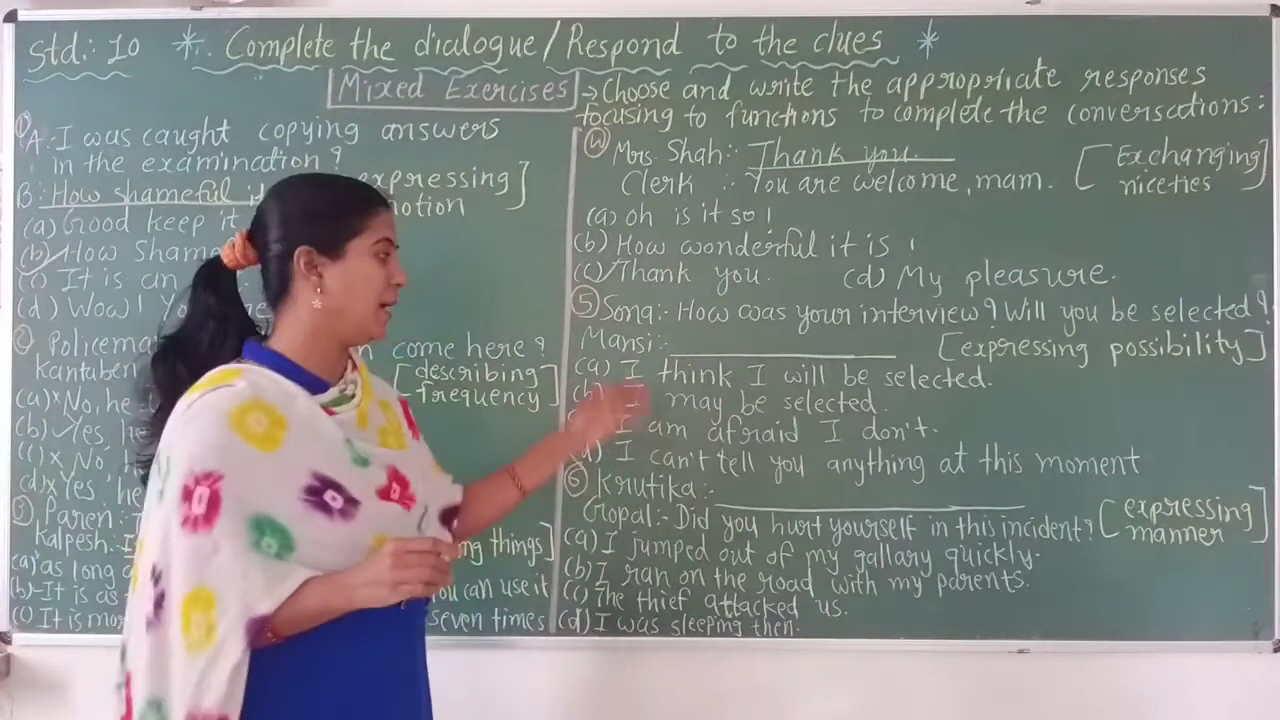 Std.: 10 *. Complete the dialogue/Respond to the clues *
Mixed Exercises
→ Choose and write the appropriate responses
focusing to functions to complete the conversations:
① A.: I was caught copying answers
in the examination?
B: How shameful it expressing]
(a) Good keep it
(b) How Shame
(c) It is an
(d) Wow! Yo
② Policema come here?
Kantaben [describing
frequency]
(a) × No, he
(b) Yes, he
(c) × No, he
(d) × Yes, he
③ Paren:
Kalpesh: things]
(a) as long
(b) It is as you can use it
(c) It is mor seven times
④ Mrs. Shah:- Thank you. [Exchanging
Clerk :- You are welcome, mam. niceties]
(a) oh is it so!
(b) How wonderful it is !
(c) Thank you. (d) My pleasure.
⑤ Sona:- How was your interview? Will you be selected?
Mansi:- [expressing possibility]
(a) I think I will be selected.
(b) I may be selected.
I am afraid I don't.
(d) I can't tell you anything at this moment
⑥ Krutika:-
Gopal:- Did you hurt yourself in this incident? [expressing
manner]
(a) I jumped out of my gallary quickly.
(b) I ran on the road with my parents.
(c) The thief attacked us.
(d) I was sleeping then.